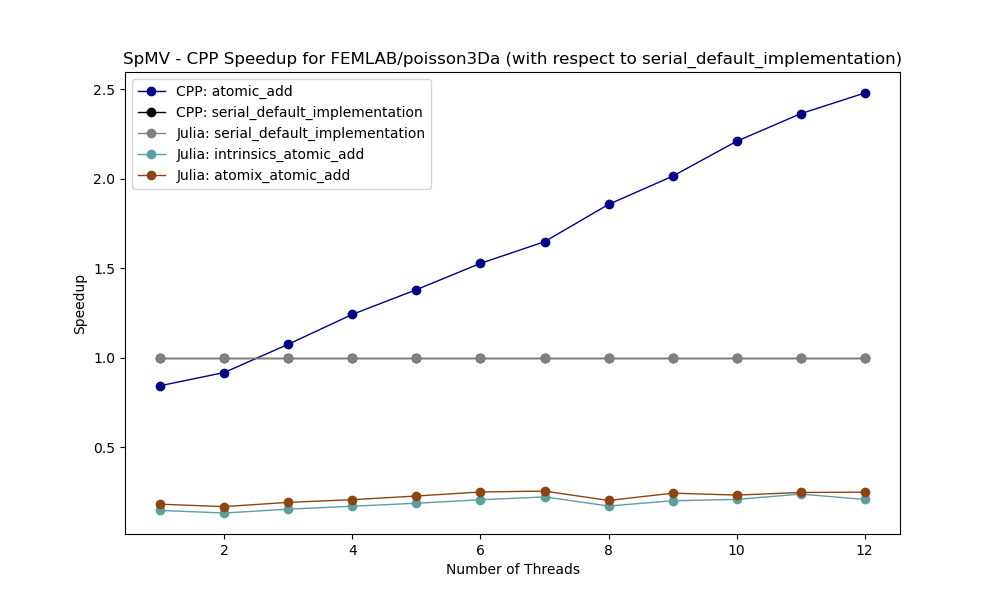 SpMV - CPP Speedup for FEMLAB/poisson3Da (with respect to serial_default_implementation)
CPP: atomic_add
CPP: serial_default_implementation
Julia: serial_default_implementation
Julia: intrinsics_atomic_add
Julia: atomix_atomic_add
2.5
2.0
1.5
1.0
0.5
Speedup
2 4 6 8 10 12
Number of Threads